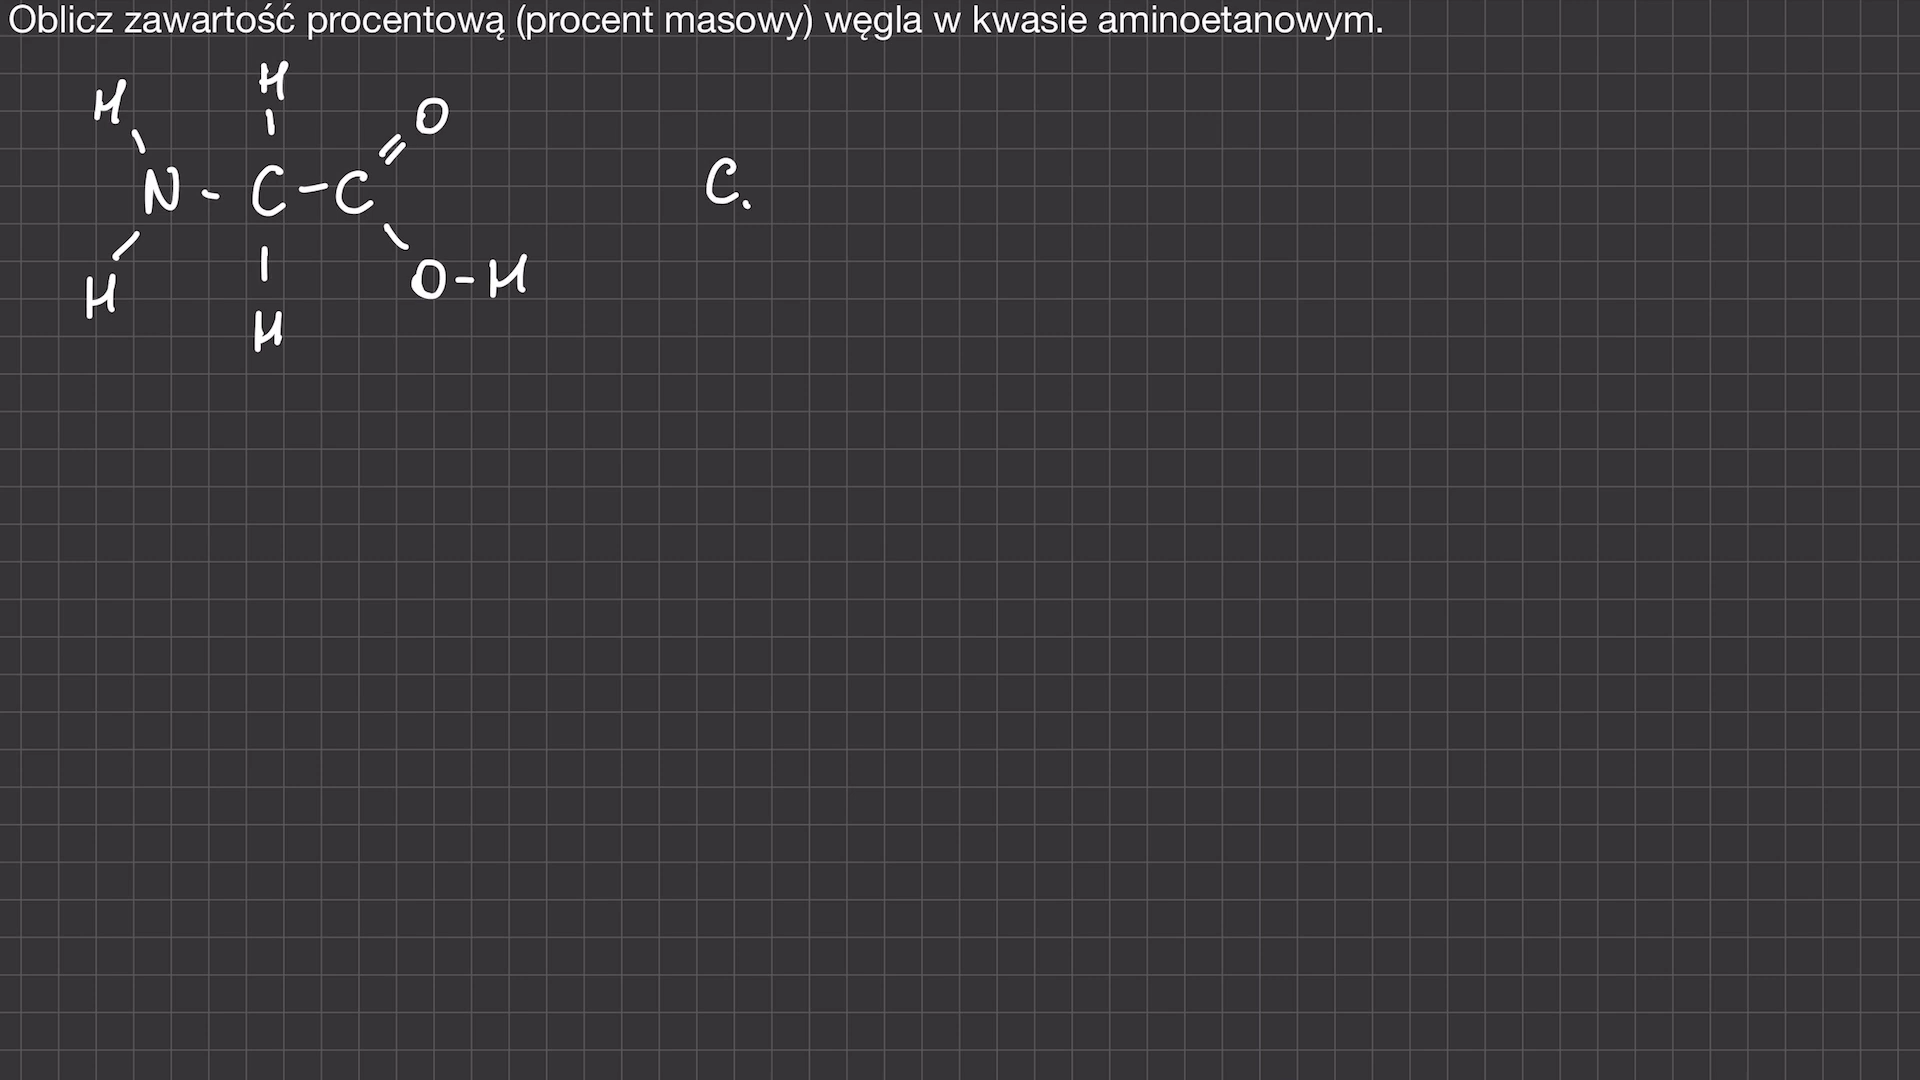 Oblicz zawartość procentową (procent masowy) węgla w kwasie aminoetanowym.
H H O
N - C - C C.
H H O-H